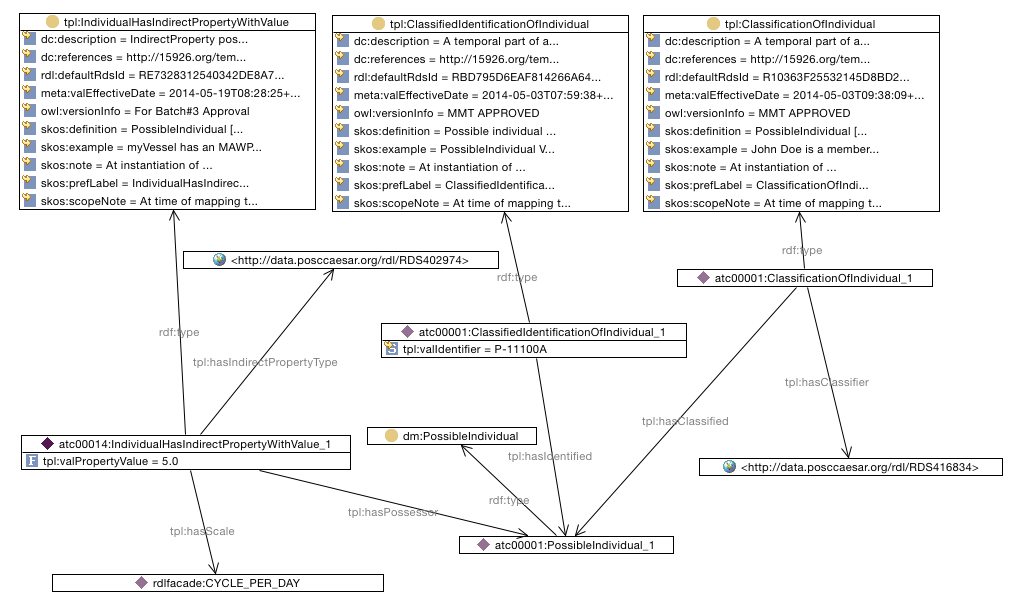 tpl:IndividualHasIndirectPropertyWithValue
dc:description = IndirectProperty pos...
dc:references = http://15926.org/tem...
rdl:defaultRdsId = RE7328312540342DE8A7...
meta:valEffectiveDate = 2014-05-19T08:28:25+...
owl:versionInfo = For Batch#3 Approval
skos:definition = PossibleIndividual [...
skos:example = myVessel has an MAWP...
skos:note = At instantiation of ...
skos:prefLabel = IndividualHasIndirec...
skos:scopeNote = At time of mapping t...
tpl:ClassifiedIdentificationOfIndividual
dc:description = A temporal part of a...
dc:references = http://15926.org/tem...
rdl:defaultRdsId = RBD795D6EAF814266A64...
meta:valEffectiveDate = 2014-05-03T07:59:38+...
owl:versionInfo = MMT APPROVED
skos:definition = Possible individual ...
skos:example = PossibleIndividual V...
skos:note = At instantiation of ...
skos:prefLabel = ClassifiedIdentifica...
skos:scopeNote = At time of mapping t...
tpl:ClassificationOfIndividual
dc:description = A temporal part of a...
dc:references = http://15926.org/tem...
rdl:defaultRdsId = R10363F25532145D8BD2...
meta:valEffectiveDate = 2014-05-03T09:38:09+...
owl:versionInfo = MMT APPROVED
skos:definition = PossibleIndividual [...
skos:example = John Doe is a member...
skos:note = At instantiation of ...
skos:prefLabel = ClassificationOfIndi...
skos:scopeNote = At time of mapping t...
rdf:type
<http://data.posccaesar.org/rdl/RDS402974>
rdf:type
atc00001:ClassificationOfIndividual_1
rdf:type
atc00001:ClassifiedIdentificationOfIndividual_1
tpl:valIdentifier = P-11100A
tpl:hasIndirectPropertyType
tpl:hasClassifier
tpl:hasClassified
atc00014:IndividualHasIndirectPropertyWithValue_1
tpl:valPropertyValue = 5.0
dm:PossibleIndividual
tpl:hasIdentified
<http://data.posccaesar.org/rdl/RDS416834>
rdf:type
tpl:hasPossessor
tpl:hasScale
atc00001:PossibleIndividual_1
rdlfacade:CYCLE_PER_DAY